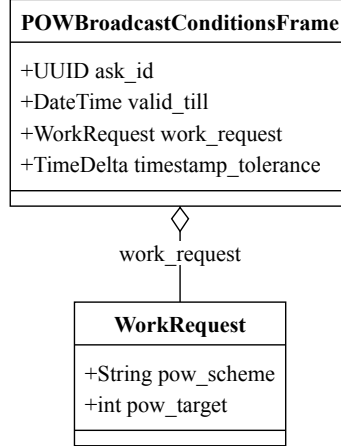 POWBroadcastConditionsFrame
+UUID ask_id
+DateTime valid_till
+WorkRequest work_request
+TimeDelta timestamp_tolerance
work_request
WorkRequest
+String pow_scheme
+int pow_target